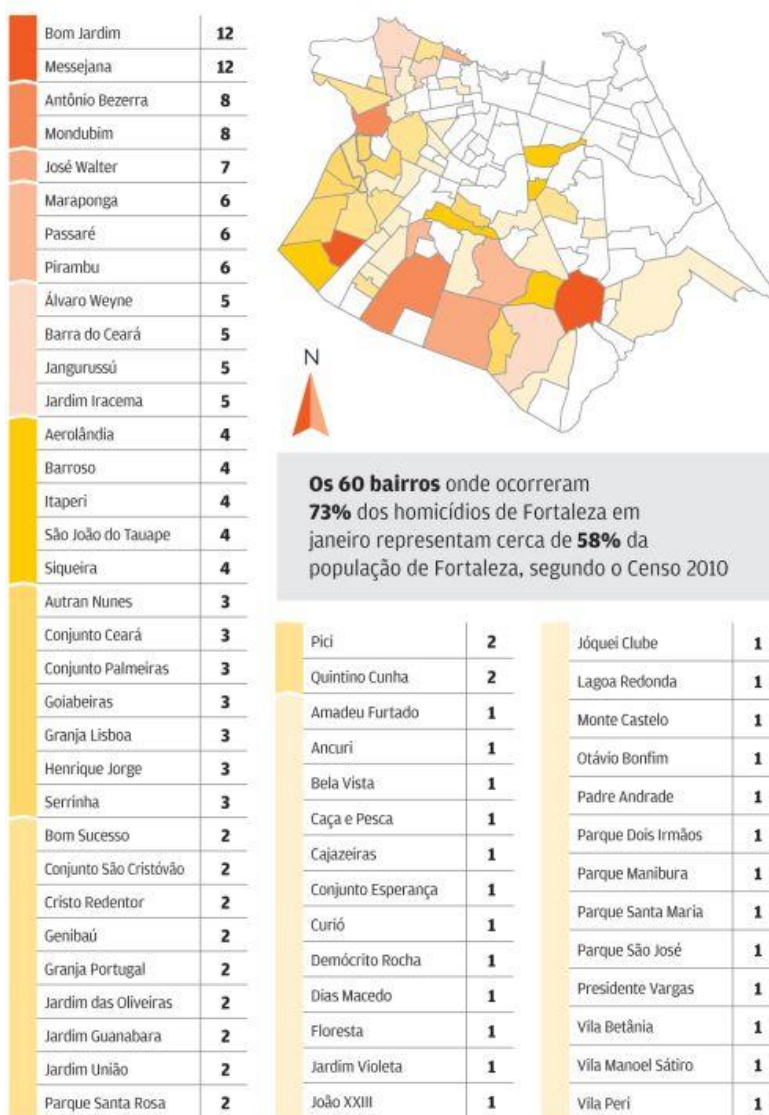 Bom Jardim 12
Messejana 12
Antônio Bezerra 8
Mondubim 8
José Walter 7
Maraponga 6
Passaré 6
Pirambu 6
Álvaro Weyne 5
Barra do Ceará 5
Jangurussú 5
Jardim Iracema 5
Aerolândia 4
Barroso 4
Itaperi 4
São João do Tauape 4
Siqueira 4
Autran Nunes 3
Conjunto Ceará 3
Conjunto Palmeiras 3
Goiabeiras 3
Granja Lisboa 3
Henrique Jorge 3
Serrinha 3
Bom Sucesso 2
Conjunto São Cristóvão 2
Cristo Redentor 2
Genibaú 2
Granja Portugal 2
Jardim das Oliveiras 2
Jardim Guanabara 2
Jardim União 2
Parque Santa Rosa 2
N
Os 60 bairros onde ocorreram
73% dos homicídios de Fortaleza em
janeiro representam cerca de 58% da
população de Fortaleza, segundo o Censo 2010
Pici 2
Quintino Cunha 2
Amadeu Furtado 1
Ancuri 1
Bela Vista 1
Caça e Pesca 1
Cajazeiras 1
Conjunto Esperança 1
Curió 1
Demócrito Rocha 1
Dias Macedo 1
Floresta 1
Jardim Violeta 1
João XXIII 1
Jóquei Clube 1
Lagoa Redonda 1
Monte Castelo 1
Otávio Bonfim 1
Padre Andrade 1
Parque Dois Irmãos 1
Parque Manibura 1
Parque Santa Maria 1
Parque São José 1
Presidente Vargas 1
Vila Betânia 1
Vila Manoel Sátiro 1
Vila Peri 1